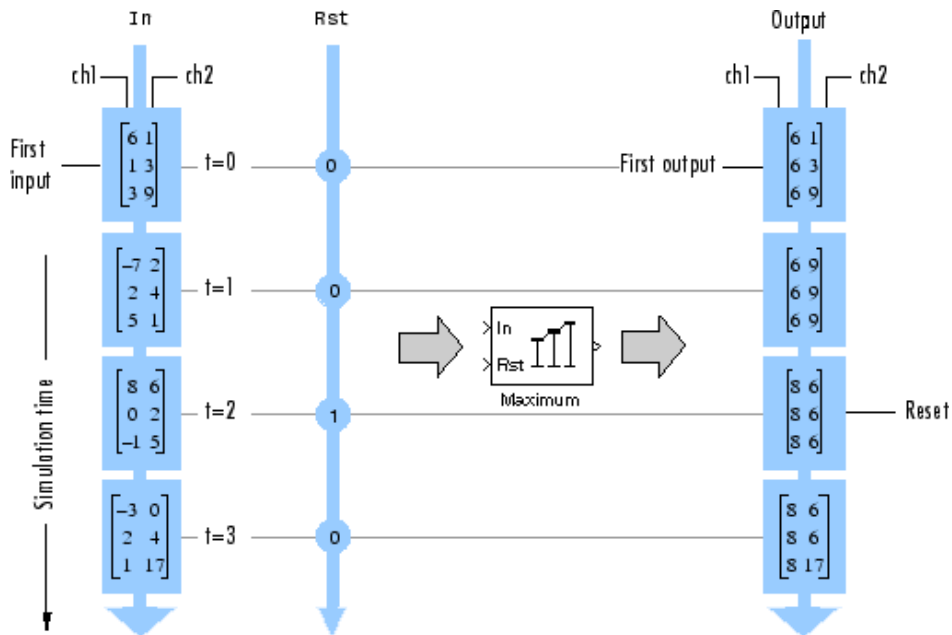 In Rst Output
ch1 ch2 ch1 ch2
First input
6 1
1 3
3 9
t=0
0
First output
6 1
6 3
6 9
-7 2
2 4
5 1
t=1
0
6 9
6 9
6 9
In
Rst
Maximum
Simulation time
8 6
0 2
-1 5
t=2
1
8 6
8 6
8 6
Reset
-3 0
2 4
1 17
t=3
0
8 6
8 6
8 17